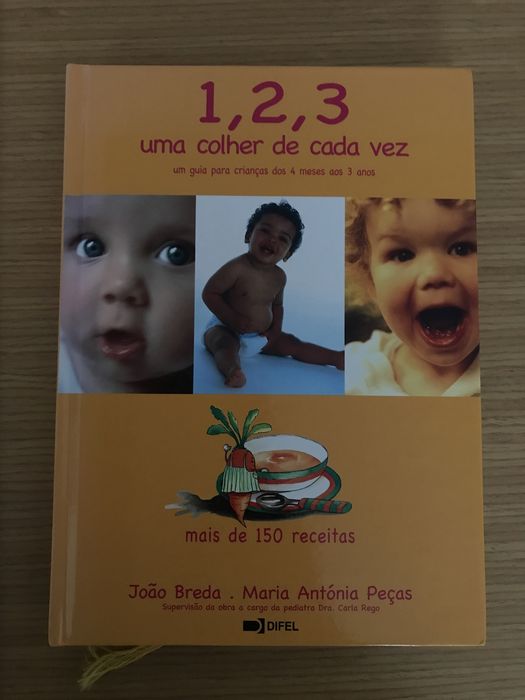 1, 2, 3
uma colher de cada vez
um guia para crianças dos 4 meses aos 3 anos
mais de 150 receitas
João Breda . Maria Antónia Peças
Supervisão da obra a cargo da pediatra Dra. Carla Rego
DIFEL